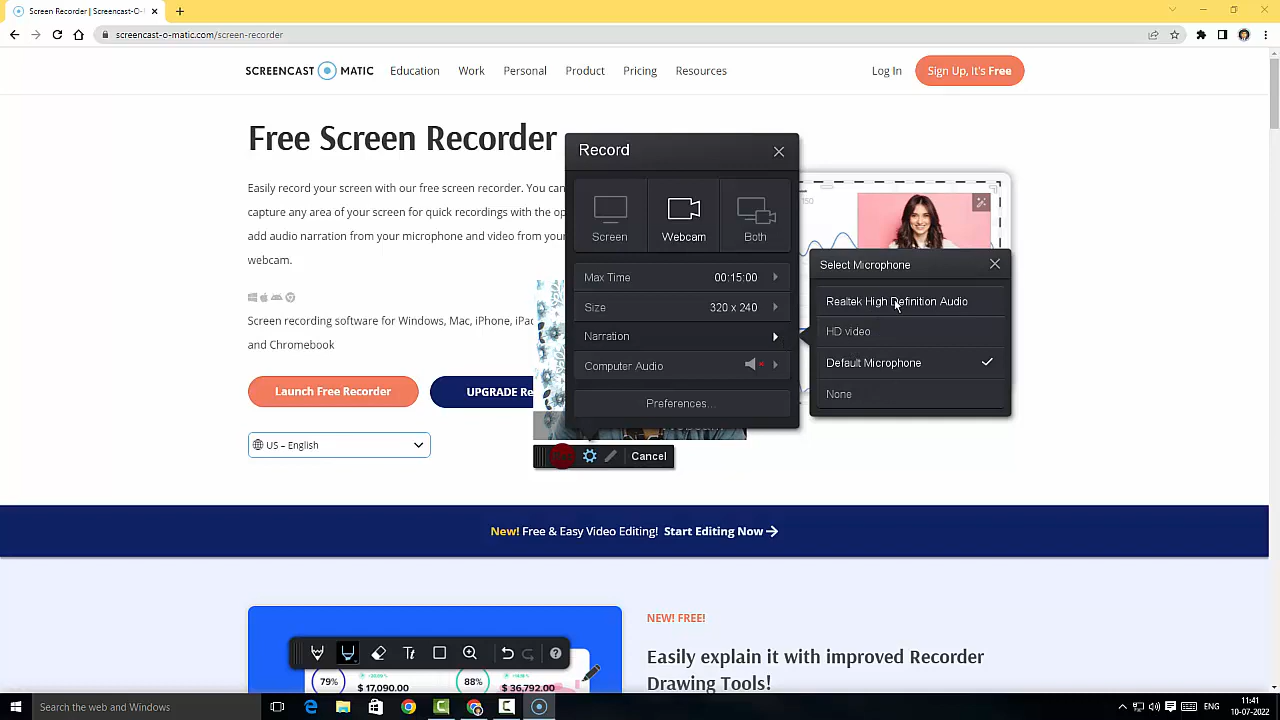 Screen Recorder | Screencast-O-
screencast-o-matic.com/screen-recorder
SCREENCAST MATIC
Education
Work
Personal
Product
Pricing
Resources
Log In
Sign Up, It's Free
Free Screen Recorder
Easily record your screen with our free screen recorder. You can
capture any area of your screen for quick recordings with the op
add audio narration from your microphone and video from your
webcam.
Screen recording software for Windows, Mac, iPhone, iPad
and Chromebook
Launch Free Recorder
UPGRADE Re
US – English
Record
Screen
Webcam
Both
Max Time
00:15:00
Size
320 x 240
Narration
Computer Audio
Preferences...
Rec
Cancel
150
Select Microphone
Realtek High Definition Audio
HD video
Default Microphone
None
New! Free & Easy Video Editing! Start Editing Now
NEW! FREE!
Easily explain it with improved Recorder
Drawing Tools!
Tt
79%
$ 17,090.00
88%
$ 36,792.00
Search the web and Windows
11:41
10-07-2022